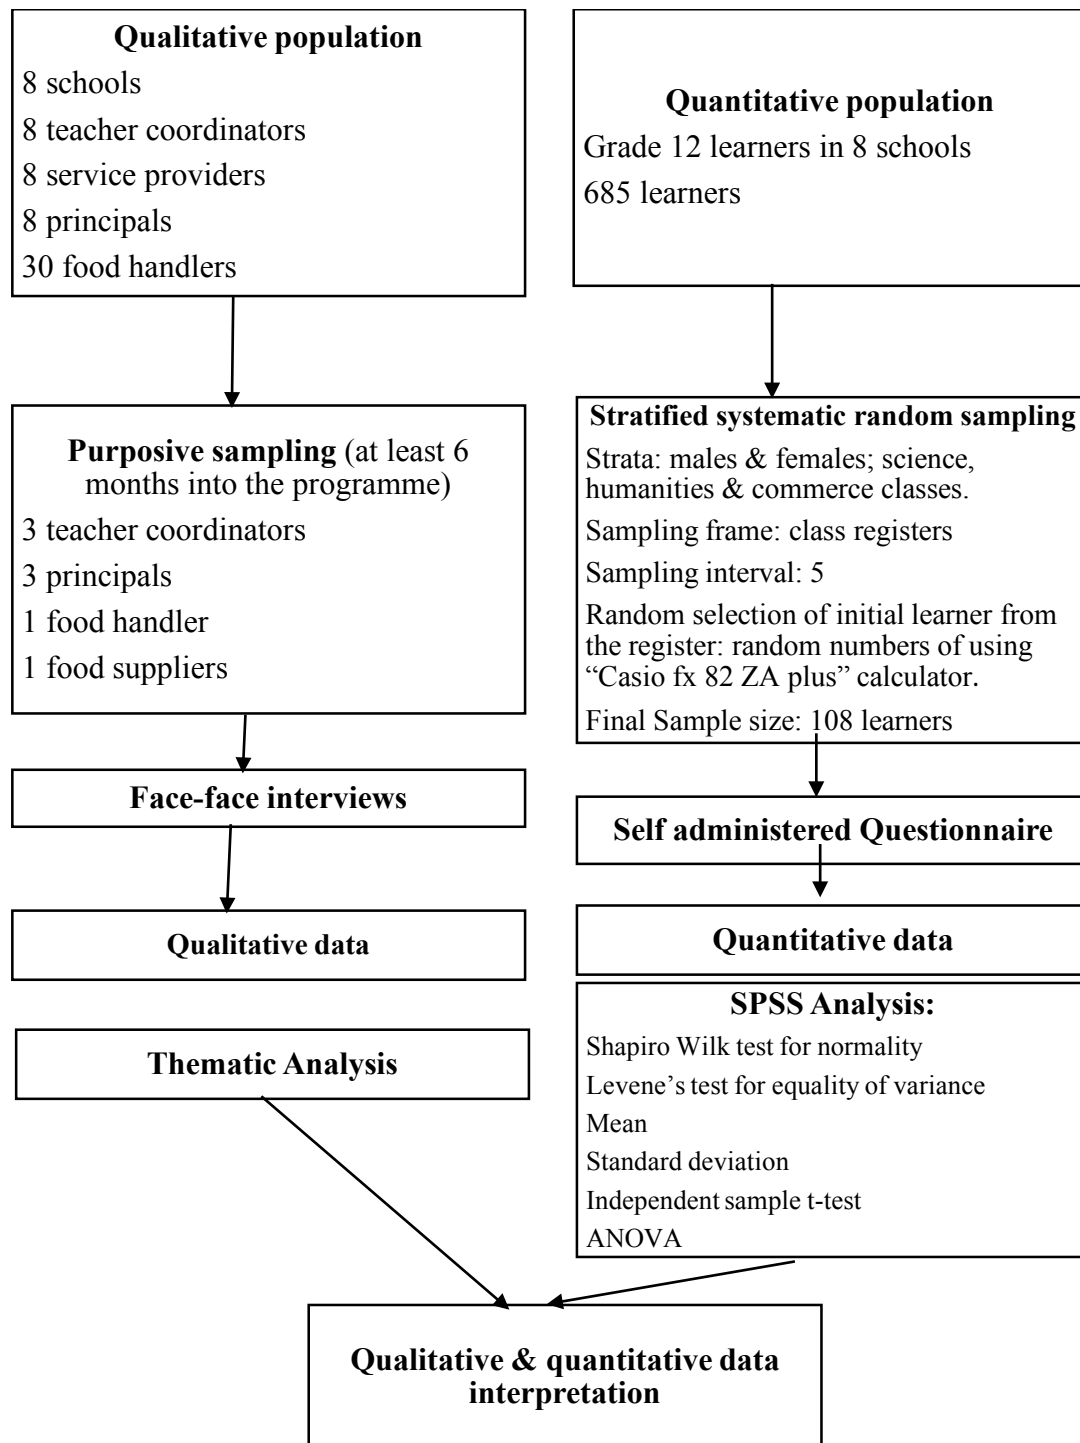 Qualitative population
8 schools
8 teacher coordinators
8 service providers
8 principals
30 food handlers
Quantitative population
Grade 12 learners in 8 schools
685 learners
Purposive sampling (at least 6
months into the programme)
3 teacher coordinators
3 principals
1 food handler
1 food suppliers
Stratified systematic random sampling
Strata: males & females; science,
humanities & commerce classes.
Sampling frame: class registers
Sampling interval: 5
Random selection of initial learner from
the register: random numbers of using
“Casio fx 82 ZA plus” calculator.
Final Sample size: 108 learners
Face-face interviews
Self administered Questionnaire
Qualitative data
Quantitative data
Thematic Analysis
SPSS Analysis:
Shapiro Wilk test for normality
Levene’s test for equality of variance
Mean
Standard deviation
Independent sample t-test
ANOVA
Qualitative & quantitative data
interpretation